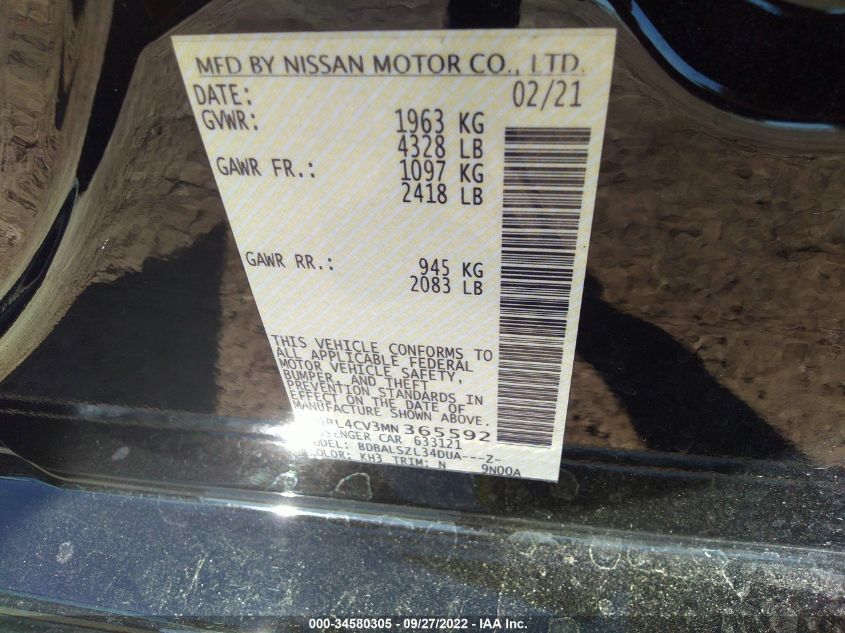 MFD BY NISSAN MOTOR CO., LTD.
DATE: 02/21
GVWR: 1963 KG
4328 LB
GAWR FR.: 1097 KG
2418 LB
GAWR RR.: 945 KG
2083 LB
THIS VEHICLE CONFORMS TO
ALL APPLICABLE FEDERAL
MOTOR VEHICLE SAFETY,
BUMPER, AND THEFT
PREVENTION STANDARDS IN
EFFECT ON THE DATE OF
MANUFACTURE SHOWN ABOVE.
L4CV3MN 365592
CAR 633121
BDBALSZL34DUA---Z-
KH3 TRIM: N 9N00A
000-34580305 - 09/27/2022 - IAA Inc.